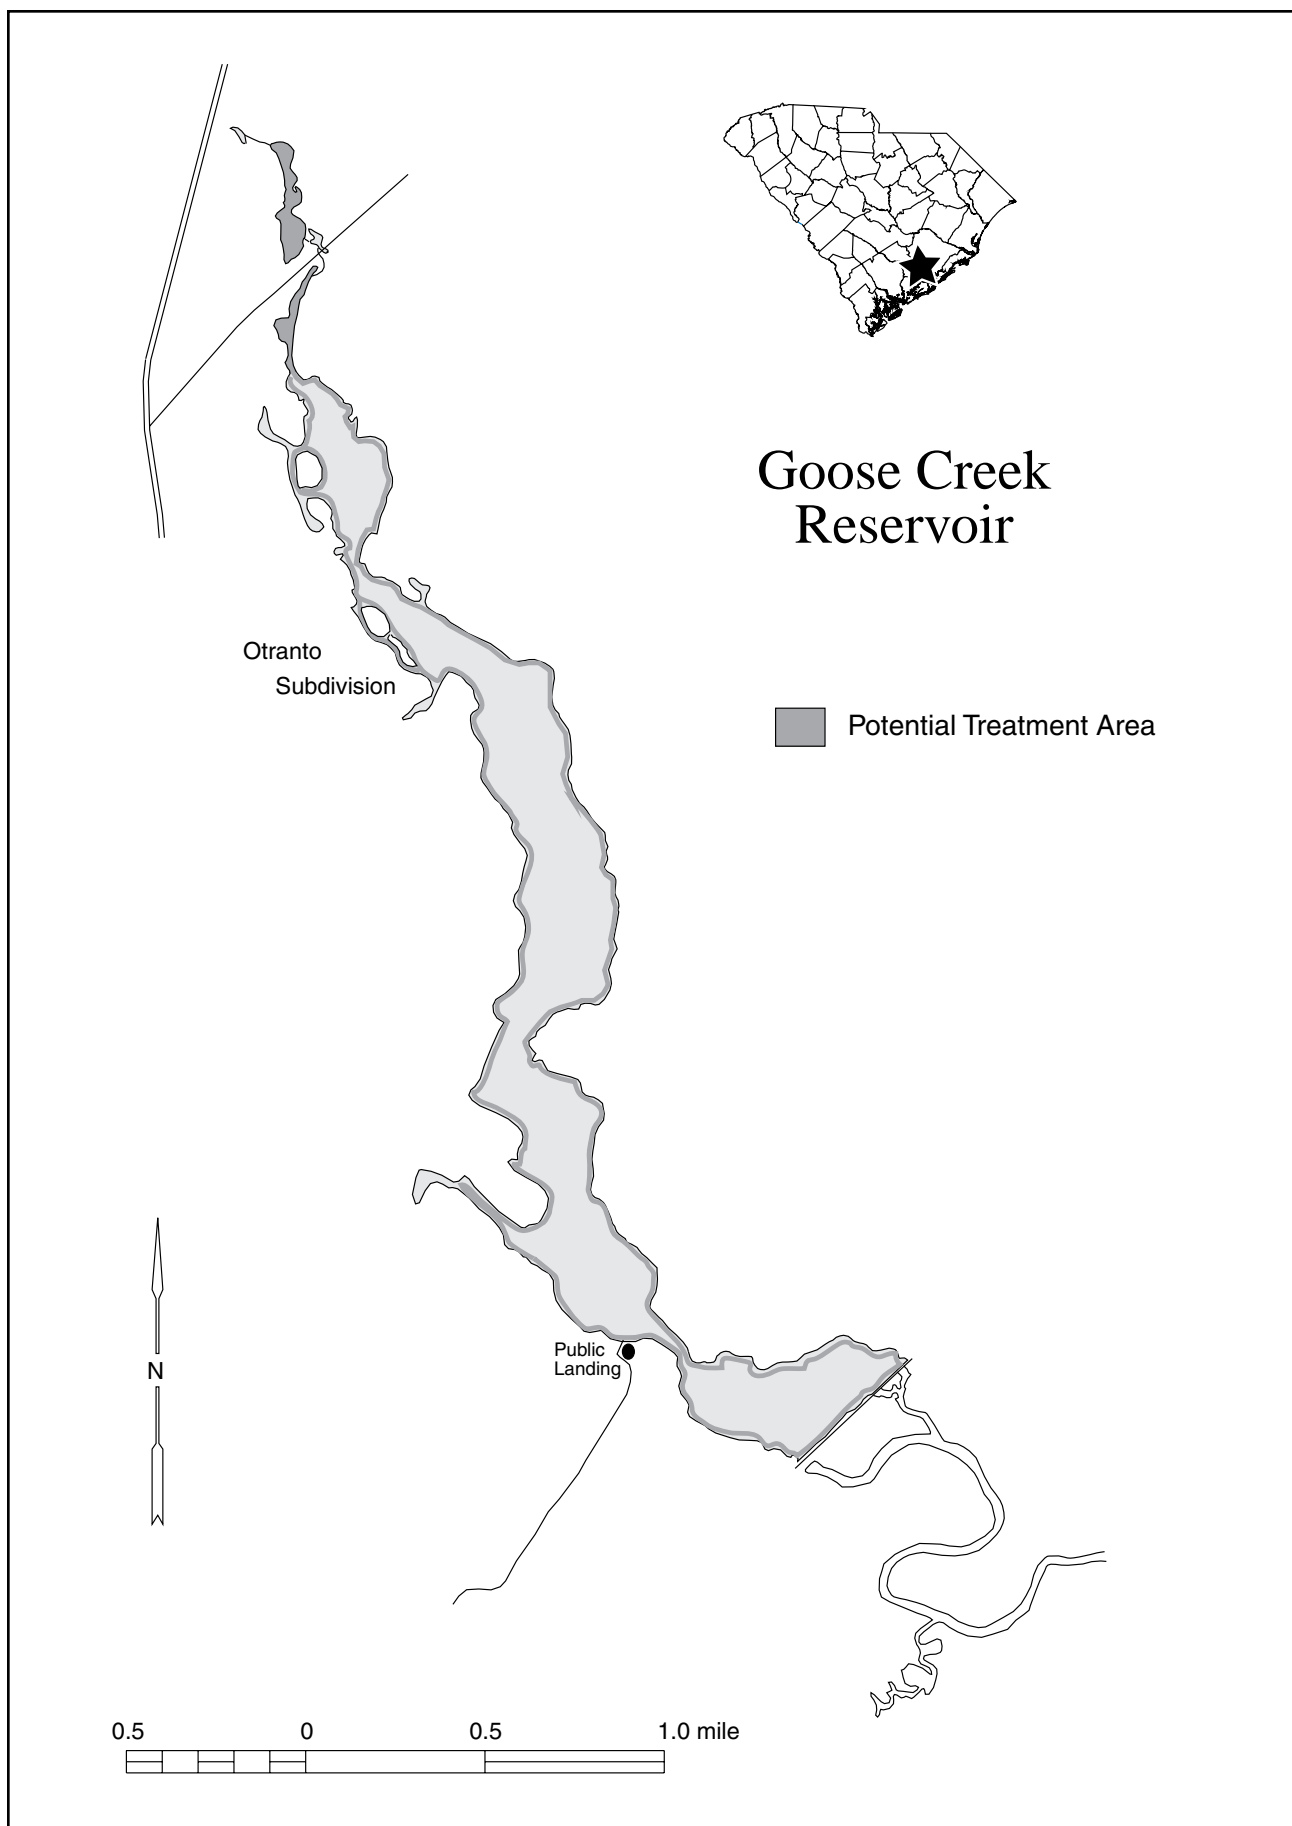 Goose Creek
Reservoir
Otranto
Subdivision
Potential Treatment Area
Public
Landing
N
0.5 0 0.5 1.0 mile